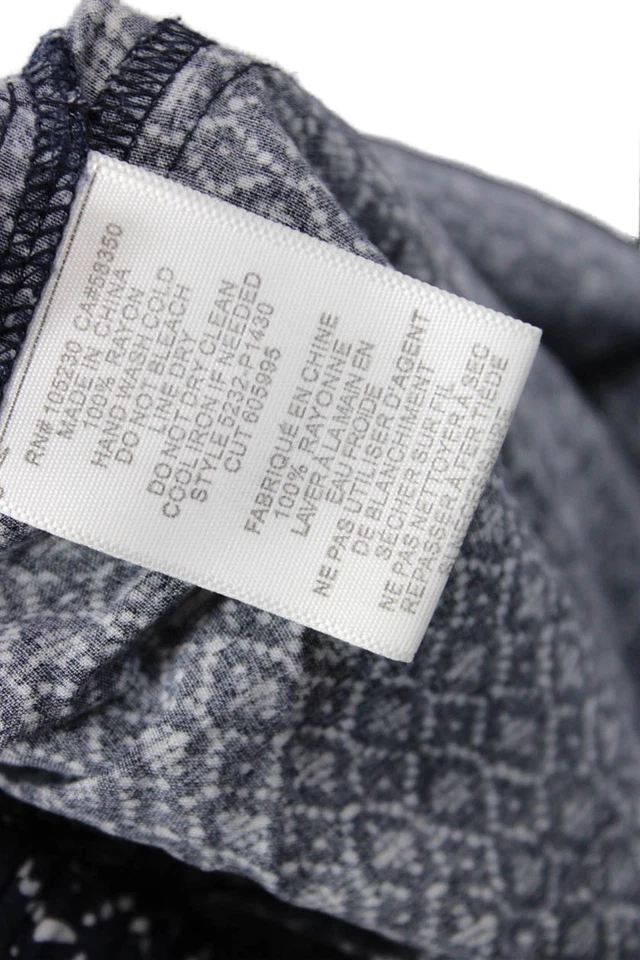 RN# 105230 CA#58350
MADE IN CHINA
100% RAYON
HAND WASH COLD
DO NOT BLEACH
LINE DRY
DO NOT DRY CLEAN
COOL IRON IF NEEDED
STYLE 5232-P1430
CUT 605995
FABRIQUÉ EN CHINE
100% RAYONNE
LAVER À LA MAIN EN
EAU FROIDE
NE PAS UTILISER D'AGENT
DE BLANCHIMENT
SÉCHER SUR FIL
NE PAS NETTOYER À SEC
REPASSER À FER TIÈDE